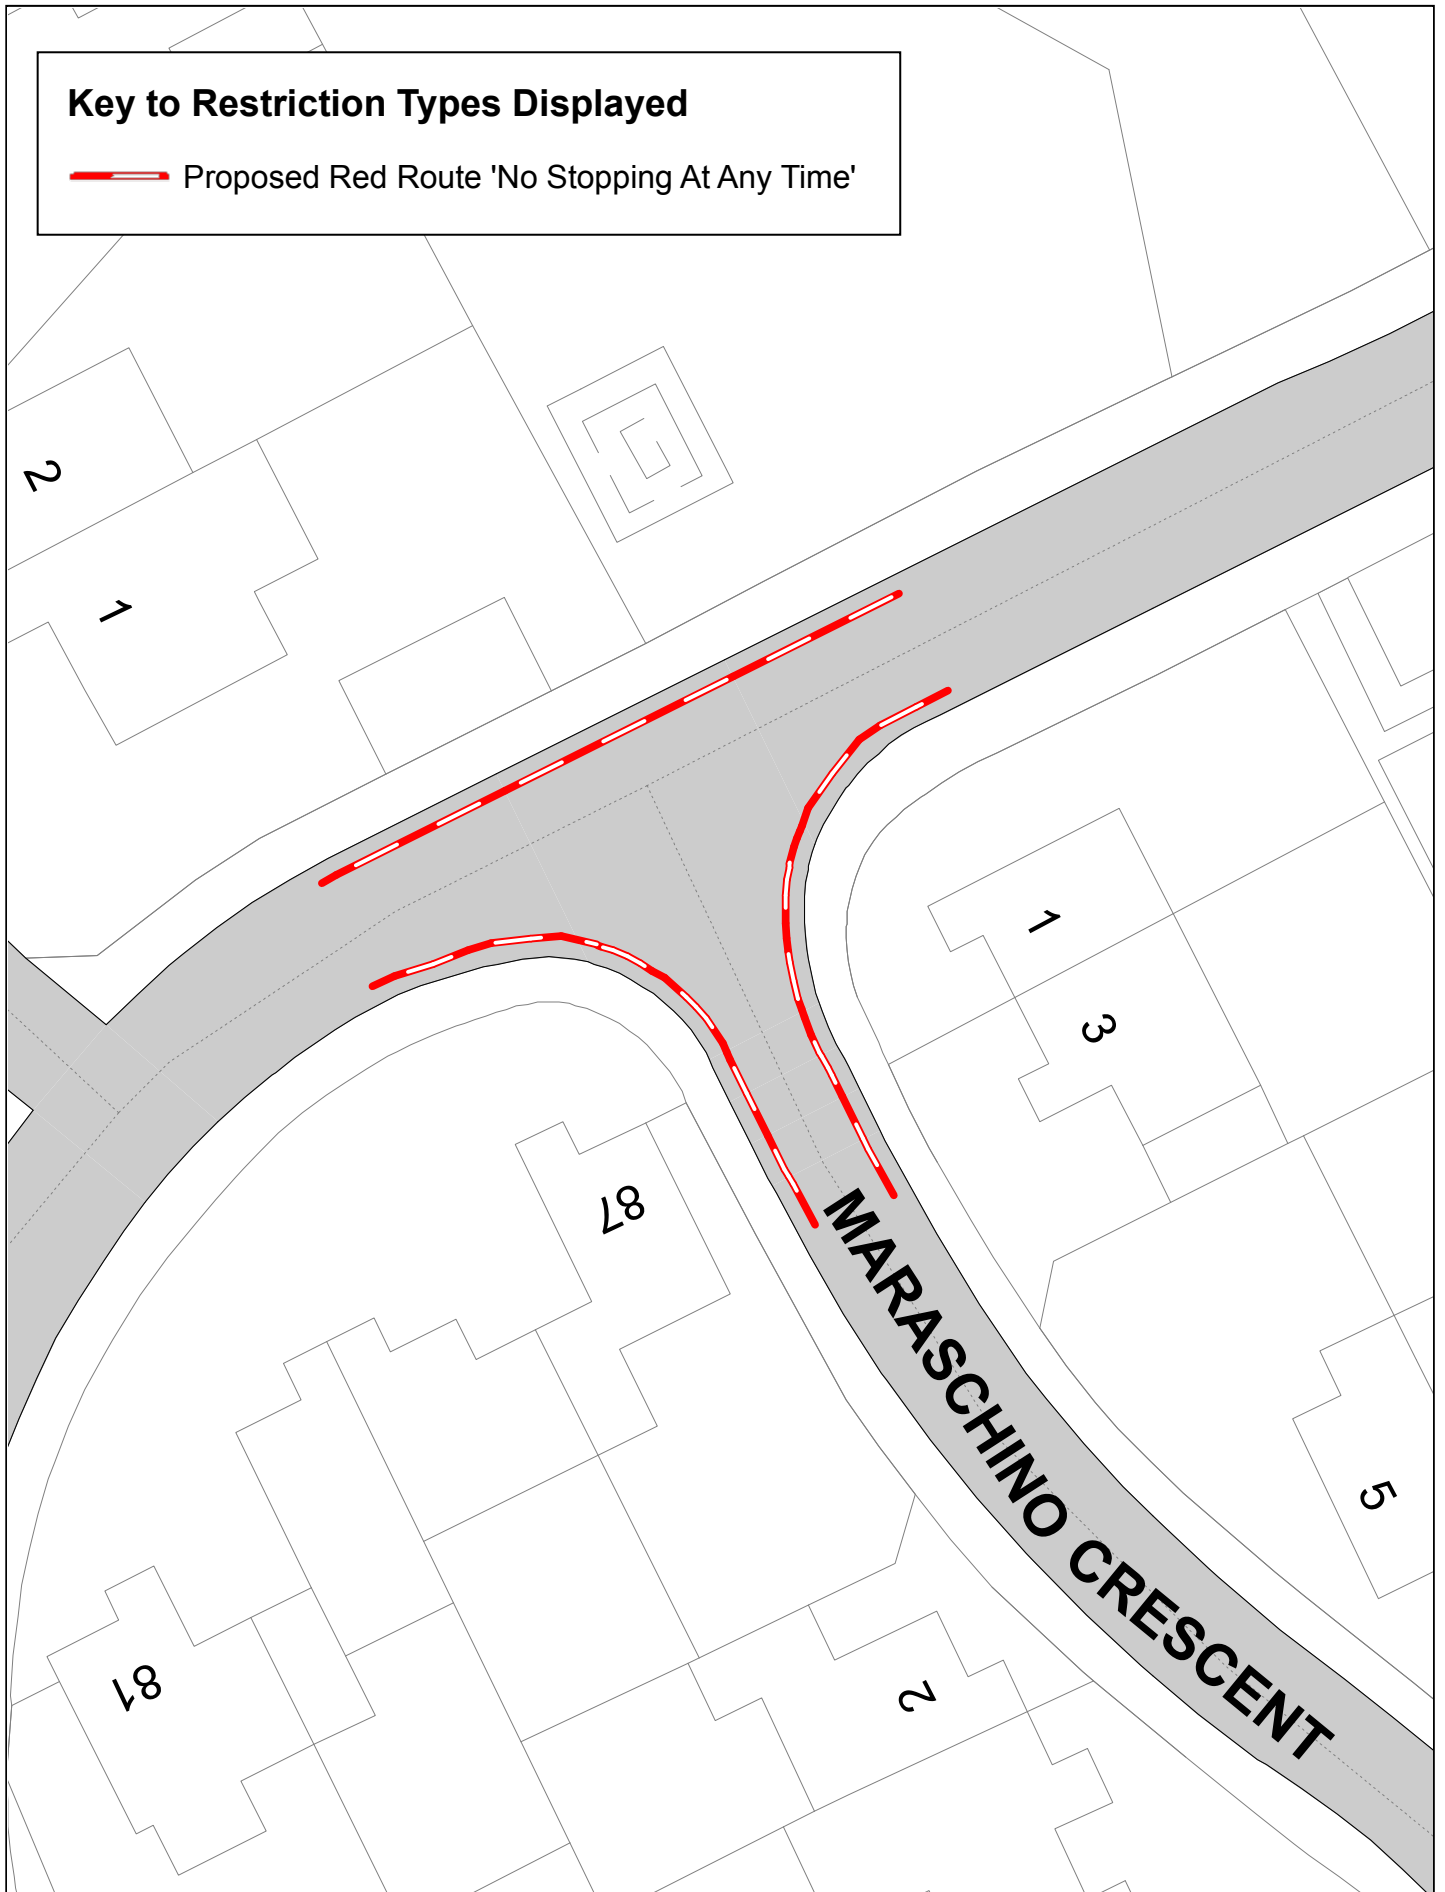 Key to Restriction Types Displayed
Proposed Red Route 'No Stopping At Any Time'
2
1
1
3
87
MARASCHINO CRESCENT
5
81
2